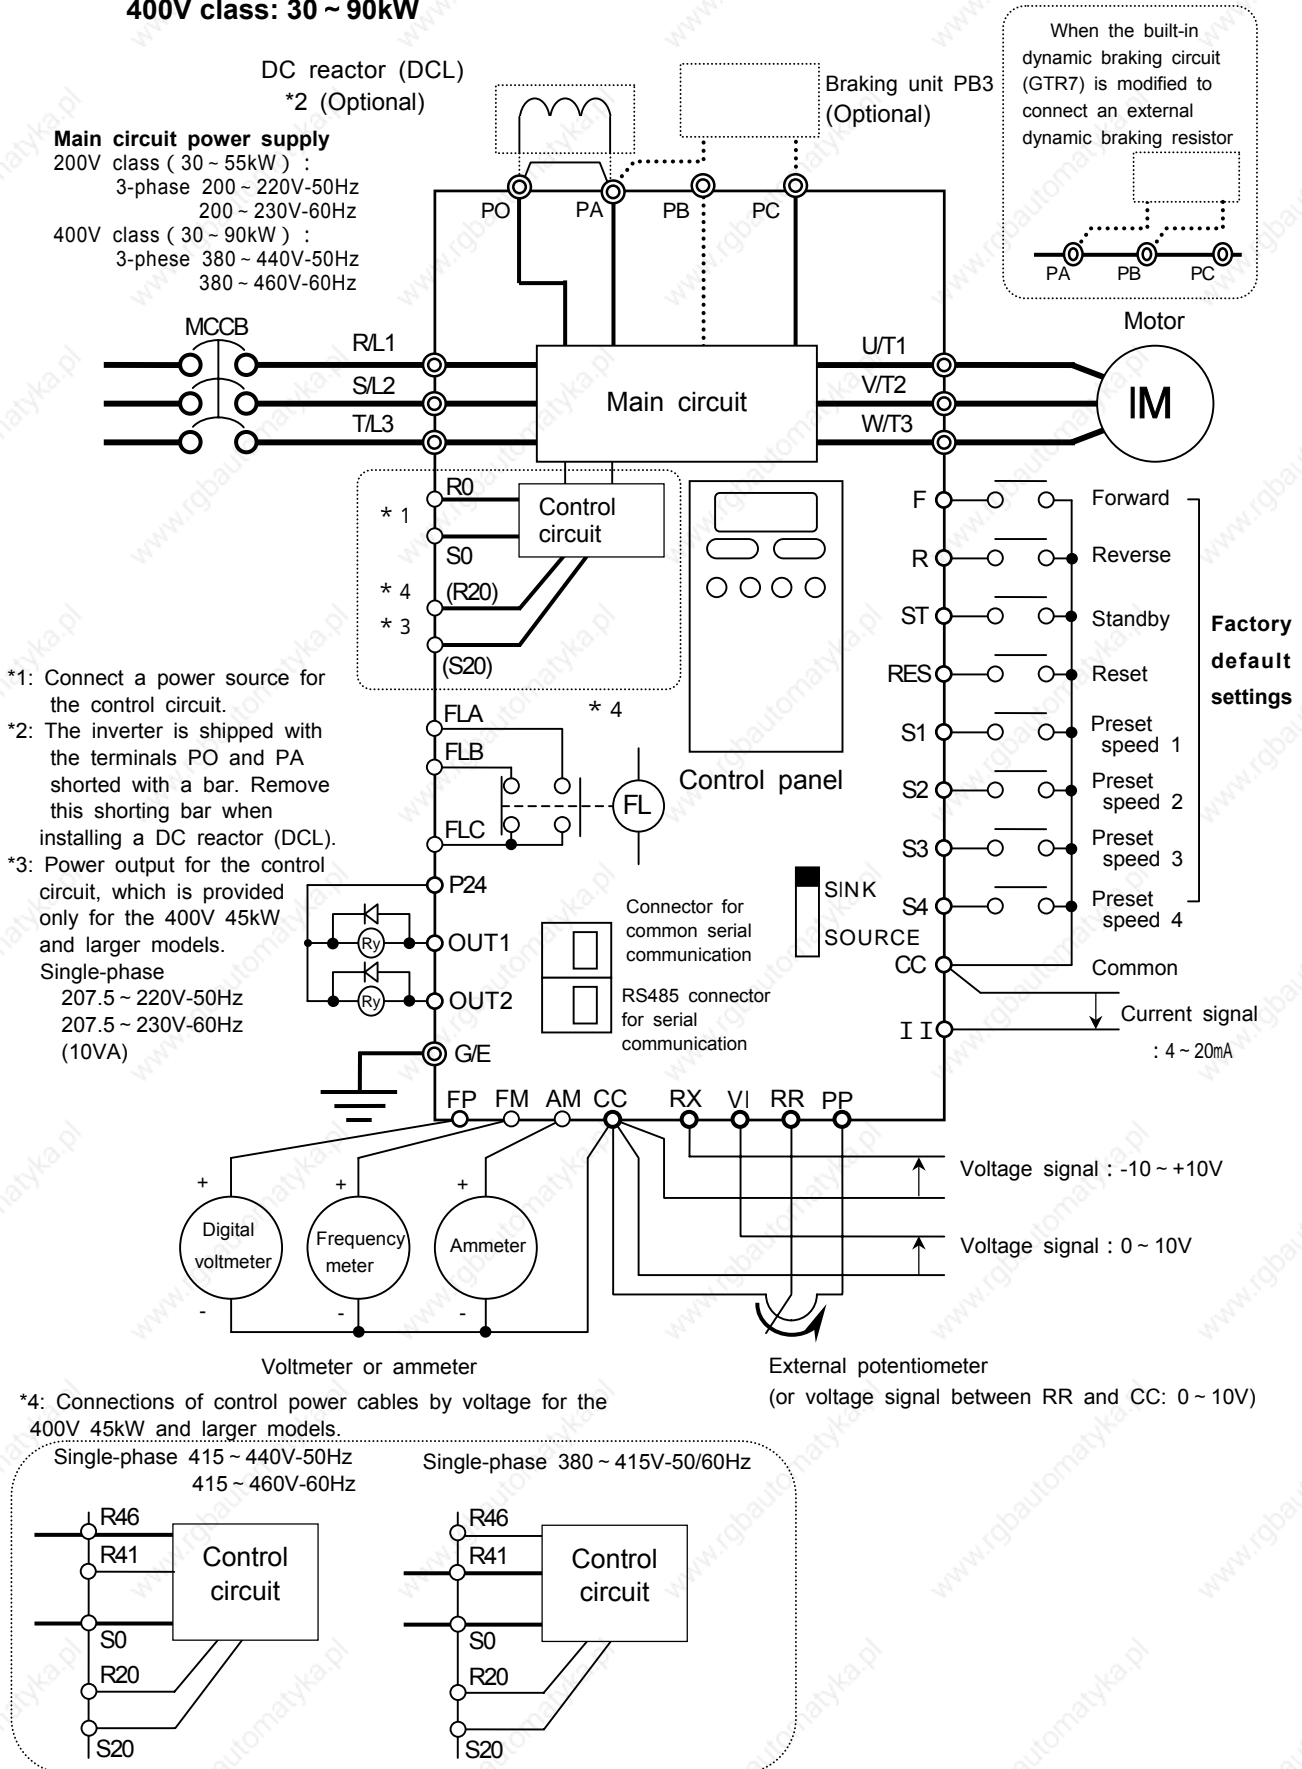 400V class: 30 ~ 90kW
DC reactor (DCL)
*2 (Optional)
Braking unit PB3
(Optional)
When the built-in
dynamic braking circuit
(GTR7) is modified to
connect an external
dynamic braking resistor
PA PB PC
Main circuit power supply
200V class ( 30 ~ 55kW ) :
3-phase 200 ~ 220V-50Hz
200 ~ 230V-60Hz
400V class ( 30 ~ 90kW ) :
3-phase 380 ~ 440V-50Hz
380 ~ 460V-60Hz
PO PA PB PC
MCCB
R/L1
S/L2
T/L3
Main circuit
U/T1
V/T2
W/T3
Motor
IM
* 1
R0
S0
Control
circuit
* 4
(R20)
* 3
(S20)
F Forward
R Reverse
ST Standby
RES Reset
S1 Preset
speed 1
S2 Preset
speed 2
S3 Preset
speed 3
S4 Preset
speed 4
CC Common
II Current signal
: 4 ~ 20mA
Factory
default
settings
*1: Connect a power source for
the control circuit.
*2: The inverter is shipped with
the terminals PO and PA
shorted with a bar. Remove
this shorting bar when
installing a DC reactor (DCL).
*3: Power output for the control
circuit, which is provided
only for the 400V 45kW
and larger models.
Single-phase
207.5 ~ 220V-50Hz
207.5 ~ 230V-60Hz
(10VA)
FLA
FLB
FLC
* 4
FL
Control panel
P24
Ry OUT1
Ry OUT2
G/E
Connector for
common serial
communication
RS485 connector
for serial
communication
SINK
SOURCE
FP FM AM CC RX VI RR PP
+ + +
Digital
voltmeter
Frequency
meter
Ammeter
- - -
Voltage signal : -10 ~ +10V
Voltage signal : 0 ~ 10V
Voltmeter or ammeter
External potentiometer
(or voltage signal between RR and CC: 0 ~ 10V)
*4: Connections of control power cables by voltage for the
400V 45kW and larger models.
Single-phase 415 ~ 440V-50Hz
415 ~ 460V-60Hz
R46
R41
Control
circuit
S0
R20
S20
Single-phase 380 ~ 415V-50/60Hz
R46
R41
Control
circuit
S0
R20
S20
www.rgbautomatyka.pl